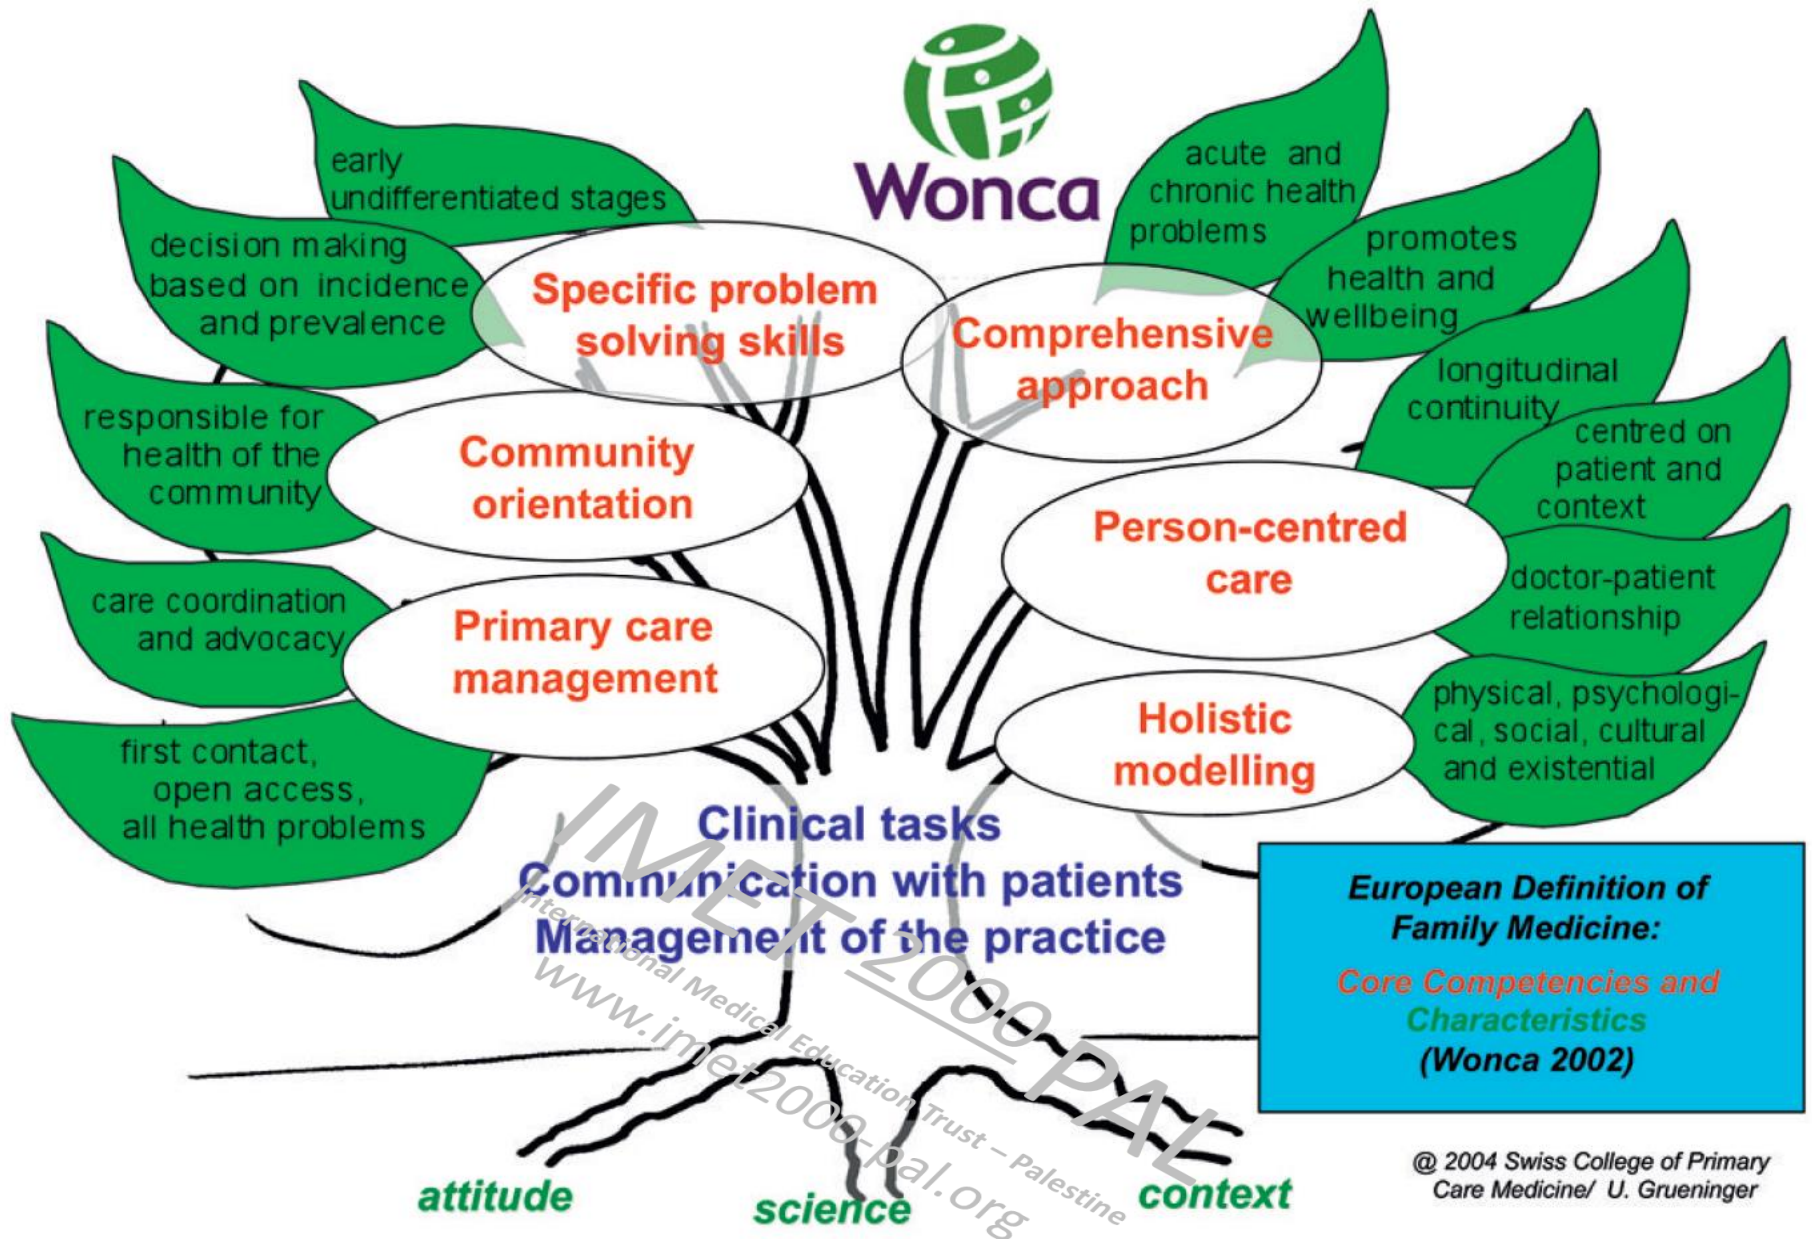 Wonca
early
undifferentiated stages
decision making
based on incidence
and prevalence
responsible for
health of the
community
care coordination
and advocacy
first contact,
open access,
all health problems
Specific problem
solving skills
Community
orientation
Primary care
management
Comprehensive
approach
Person-centred
care
Holistic
modelling
acute and
chronic health
problems
promotes
health and
wellbeing
longitudinal
continuity
centred on
patient and
context
doctor-patient
relationship
physical, psychologi-
cal, social, cultural
and existential
Clinical tasks
Communication with patients
Management of the practice
IMET 2000 PAL
International Medical Education Trust – Palestine
www.imet2000-pal.org
European Definition of
Family Medicine:
Core Competencies and
Characteristics
(Wonca 2002)
attitude
science
context
@ 2004 Swiss College of Primary
Care Medicine/ U. Grueninger